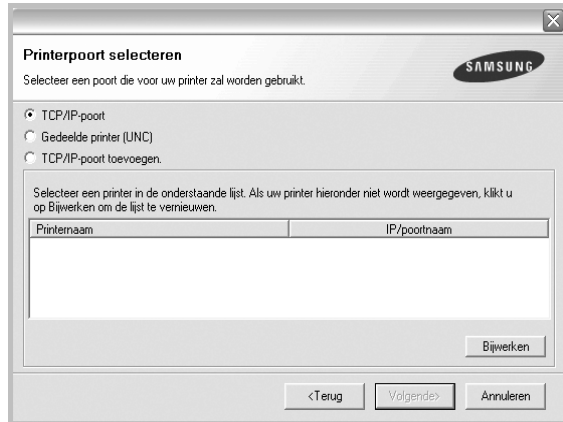 Printerpoort selecteren
Selecteer een poort die voor uw printer zal worden gebruikt.
SAMSUNG
TCP/IP-poort
Gedeelde printer (UNC)
TCP/IP-poort toevoegen.
Selecteer een printer in de onderstaande lijst. Als uw printer hieronder niet wordt weergegeven, klikt u
op Bijwerken om de lijst te vernieuwen.
Printernaam IP/poortnaam
Bijwerken
<Terug Volgende> Annuleren